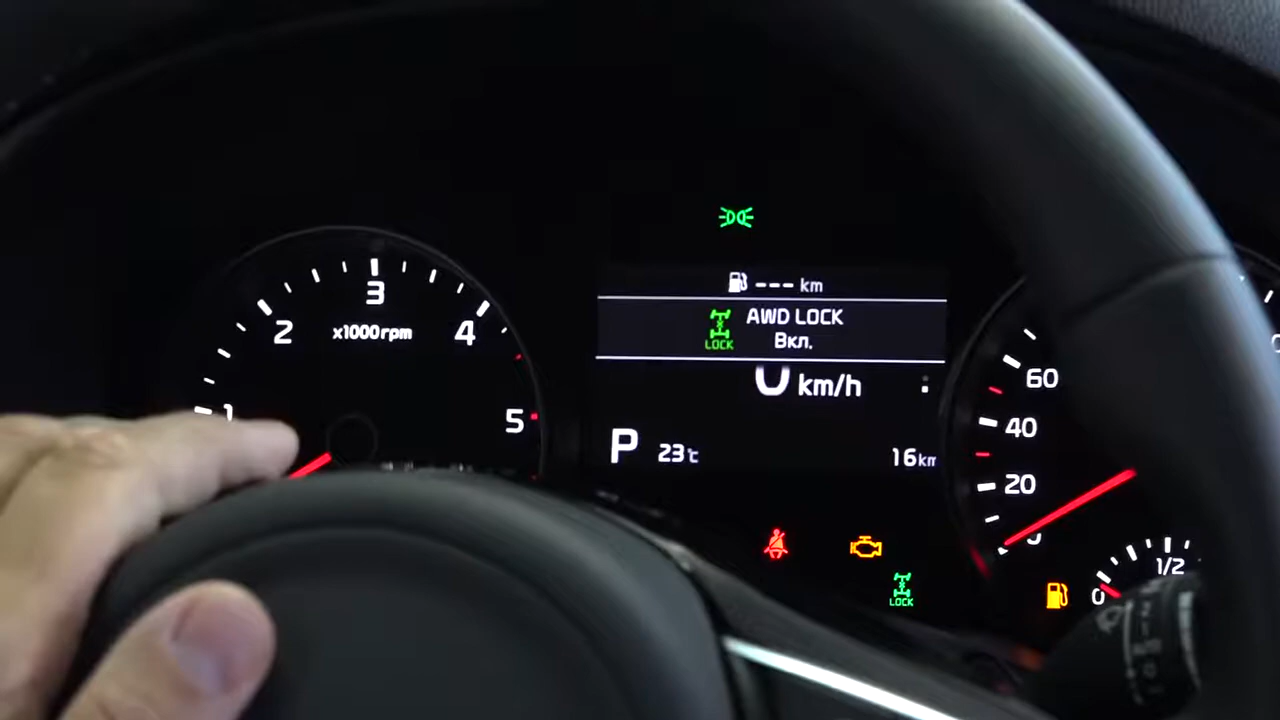 --- km
AWD LOCK
LOCK
Вкл.
0 km/h
P
23℃
16km
1
2
3
4
5
x1000rpm
60
40
20
0
LOCK
1/2
0